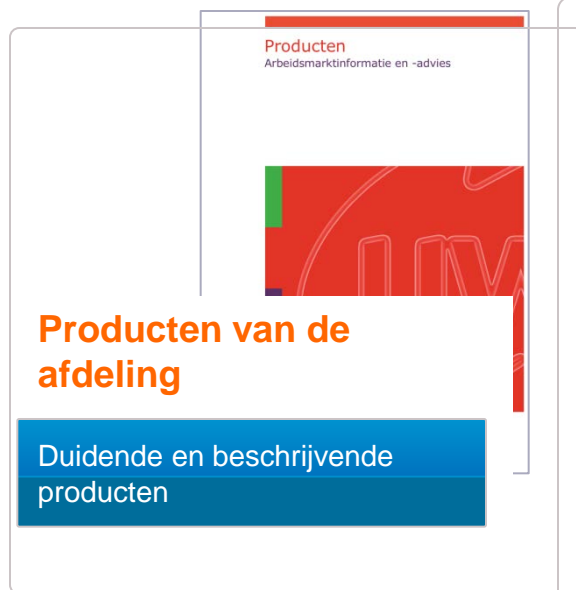 Producten
Arbeidsmarktinformatie en -advies
Producten van de
afdeling
Duidende en beschrijvende
producten